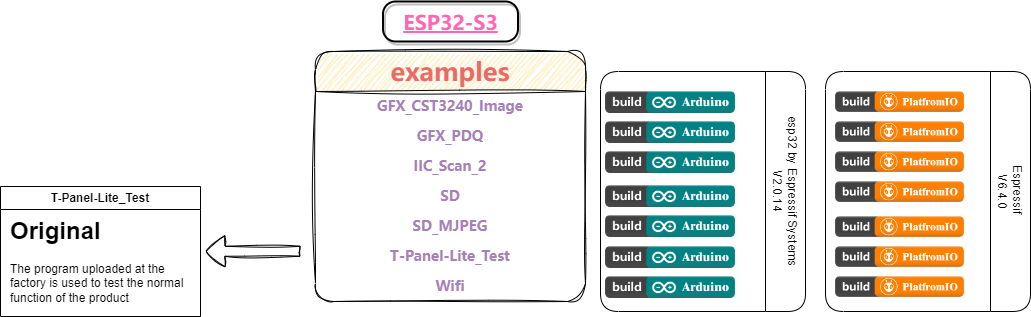 ESP32-S3
examples
GFX_CST3240_Image
GFX_PDQ
IIC_Scan_2
SD
SD_MJPEG
T-Panel-Lite_Test
Wifi
T-Panel-Lite_Test
Original
The program uploaded at the
factory is used to test the normal
function of the product
build Arduino
build Arduino
build Arduino
build Arduino
build Arduino
build Arduino
build Arduino
esp32 by Espressif Systems
V2.0.14
build PlatfromIO
build PlatfromIO
build PlatfromIO
build PlatfromIO
build PlatfromIO
build PlatfromIO
build PlatfromIO
Espressif
V6.4.0